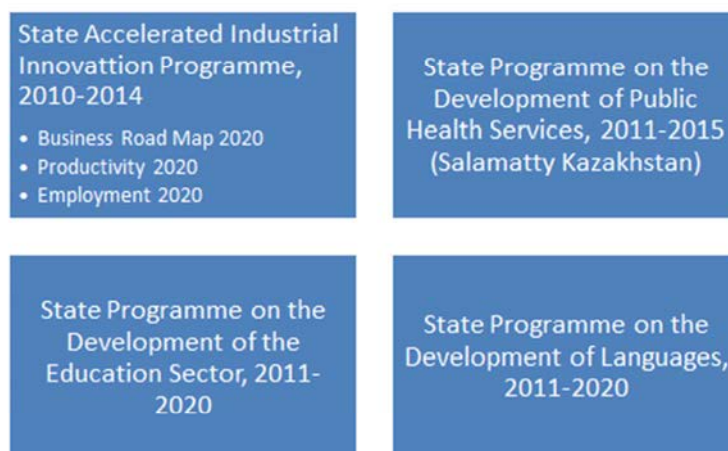 State Accelerated Industrial
Innovattion Programme,
2010-2014
• Business Road Map 2020
• Productivity 2020
• Employment 2020
State Programme on the
Development of Public
Health Services, 2011-2015
(Salamatty Kazakhstan)
State Programme on the
Development of the
Education Sector, 2011-
2020
State Programme on the
Development of Languages,
2011-2020